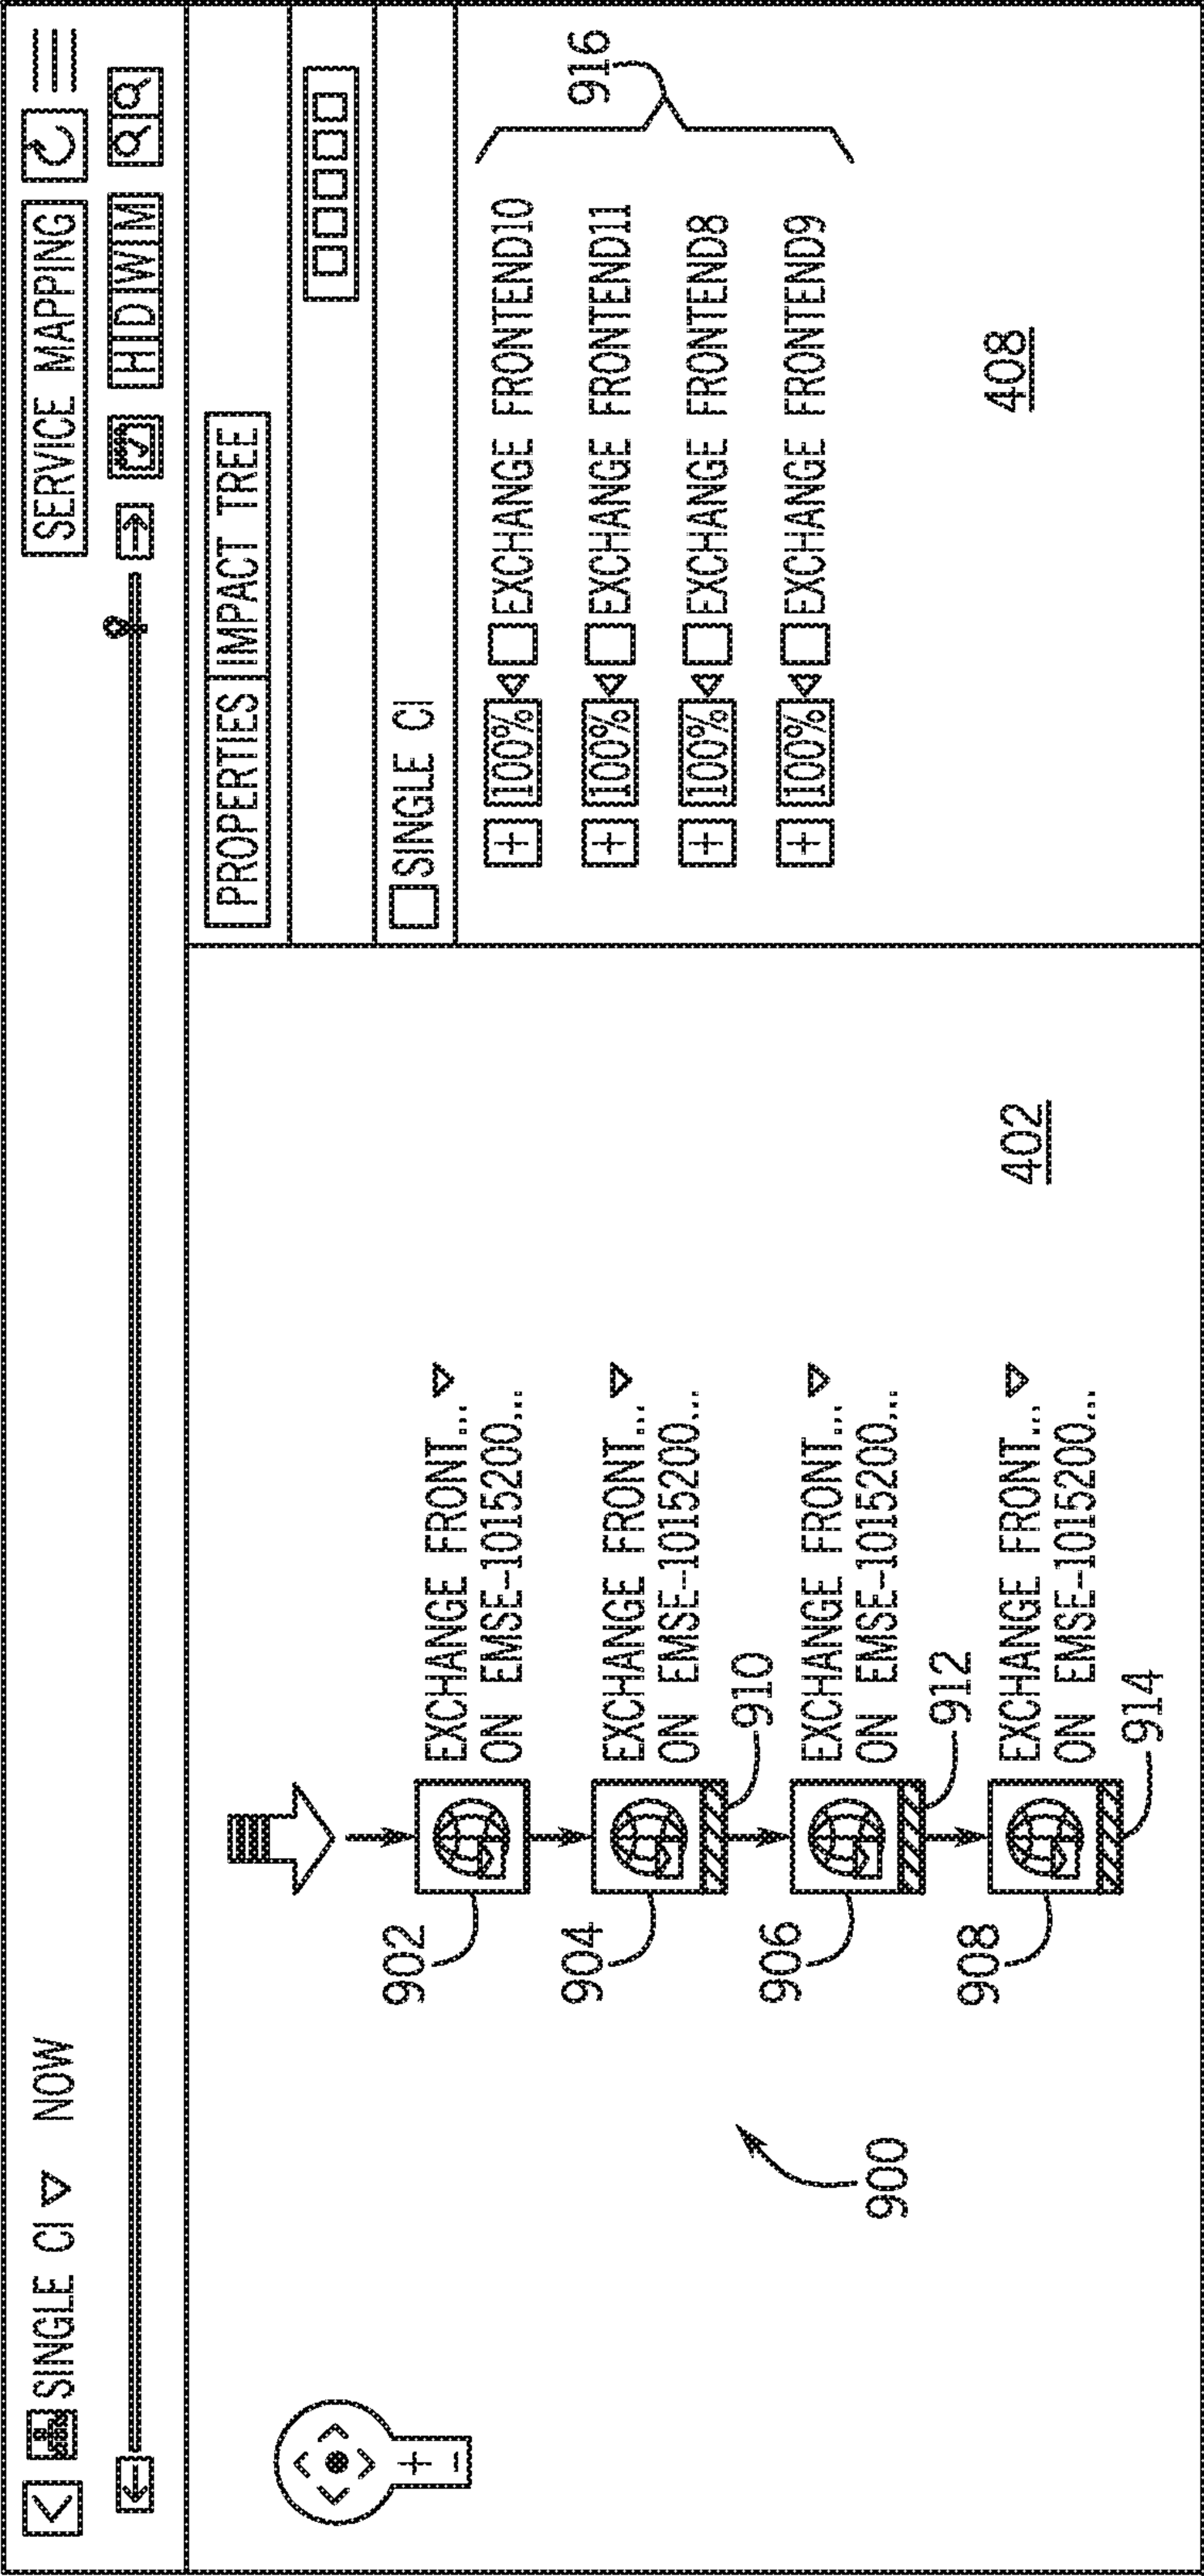 SINGLE CI NOW SERVICE MAPPING
H D W M
PROPERTIES IMPACT TREE
SINGLE CI
+ 100% EXCHANGE FRONTEND10
+ 100% EXCHANGE FRONTEND11
+ 100% EXCHANGE FRONTEND8
+ 100% EXCHANGE FRONTEND9
916
408
+
-
902
EXCHANGE FRONT...
ON EMSE-1015200...
904
EXCHANGE FRONT...
ON EMSE-1015200...
910
906
EXCHANGE FRONT...
ON EMSE-1015200...
912
908
EXCHANGE FRONT...
ON EMSE-1015200...
914
900
402